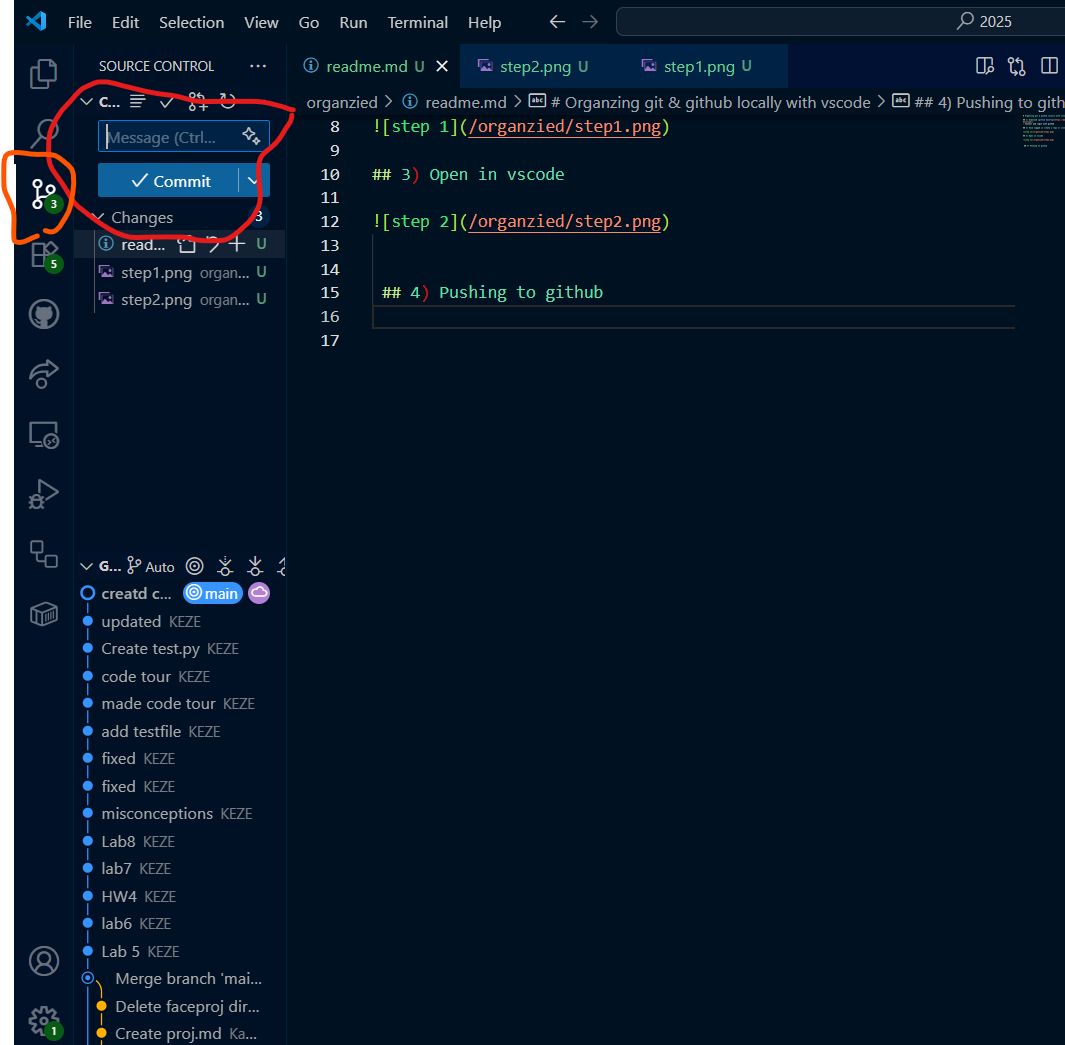 File Edit Selection View Go Run Terminal Help 2025
SOURCE CONTROL ...
readme.md U
step2.png U
step1.png U
C...
organzied > readme.md > # Organzing git & github locally with vscode > ## 4) Pushing to gith
Message (Ctrl...
Commit
Changes 3
read... U
step1.png organ... U
step2.png organ... U
3
5
8 ![step 1](/organzied/step1.png)
9
10 ## 3) Open in vscode
11
12 ![step 2](/organzied/step2.png)
13
14
15 ## 4) Pushing to github
16
17
G... Auto
creatd c... main
updated KEZE
Create test.py KEZE
code tour KEZE
made code tour KEZE
add testfile KEZE
fixed KEZE
fixed KEZE
misconceptions KEZE
Lab8 KEZE
lab7 KEZE
HW4 KEZE
lab6 KEZE
Lab 5 KEZE
Merge branch 'mai...
Delete faceproj dir...
Create proj.md Ka...
1